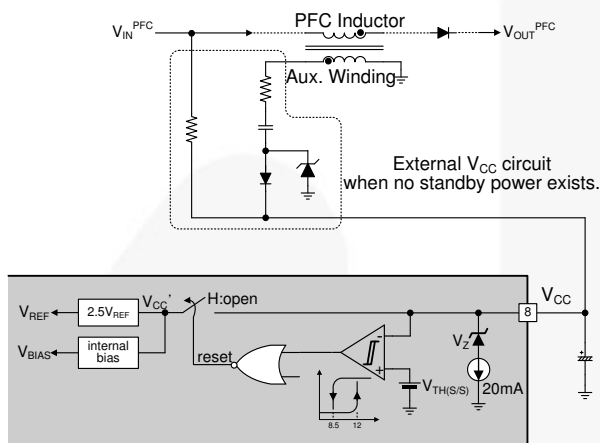 PFC Inductor
V_IN^PFC
V_OUT^PFC
Aux. Winding
External V_CC circuit
when no standby power exists.
H:open
V_CC'
V_CC
8
V_REF
2.5V_REF
V_Z
V_BIAS
internal
bias
reset
-
+
V_TH(S/S)
20mA
+
8.5
12